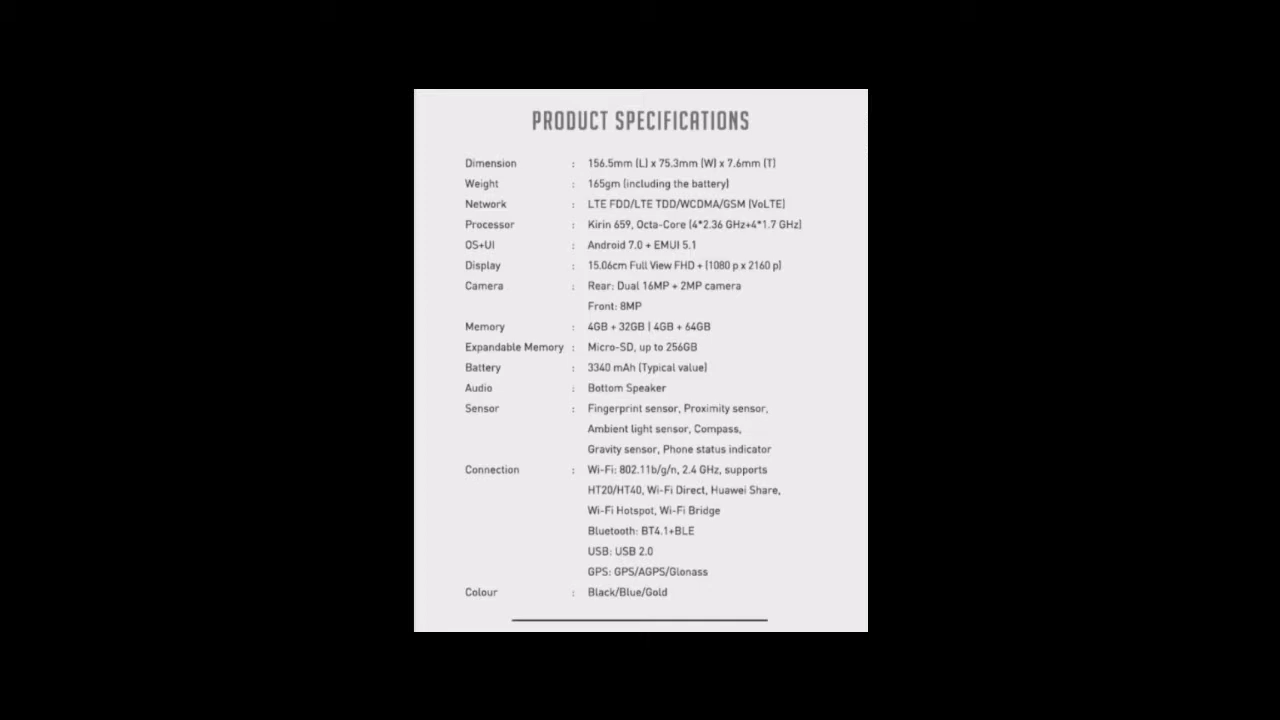 PRODUCT SPECIFICATIONS
Dimension : 156.5mm (L) x 75.3mm (W) x 7.6mm (T)
Weight : 165gm (including the battery)
Network : LTE FDD/LTE TDD/WCDMA/GSM (VoLTE)
Processor : Kirin 659, Octa-Core (4*2.36 GHz+4*1.7 GHz)
OS+UI : Android 7.0 + EMUI 5.1
Display : 15.06cm Full View FHD + (1080 p x 2160 p)
Camera : Rear: Dual 16MP + 2MP camera
Front: 8MP
Memory : 4GB + 32GB | 4GB + 64GB
Expandable Memory : Micro-SD, up to 256GB
Battery : 3340 mAh (Typical value)
Audio : Bottom Speaker
Sensor : Fingerprint sensor, Proximity sensor,
Ambient light sensor, Compass,
Gravity sensor, Phone status indicator
Connection : Wi-Fi: 802.11b/g/n, 2.4 GHz, supports
HT20/HT40, Wi-Fi Direct, Huawei Share,
Wi-Fi Hotspot, Wi-Fi Bridge
Bluetooth: BT4.1+BLE
USB: USB 2.0
GPS: GPS/AGPS/Glonass
Colour : Black/Blue/Gold